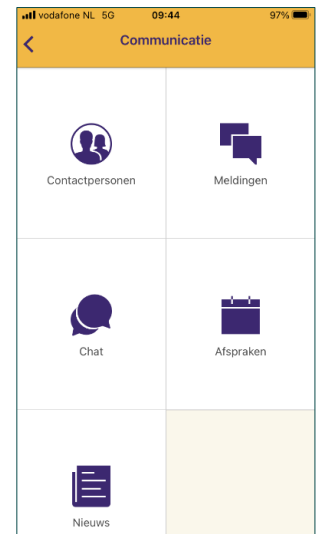 vodafone NL 5G 09:44 97%
Communicatie
Contactpersonen Meldingen
Chat Afspraken
Nieuws